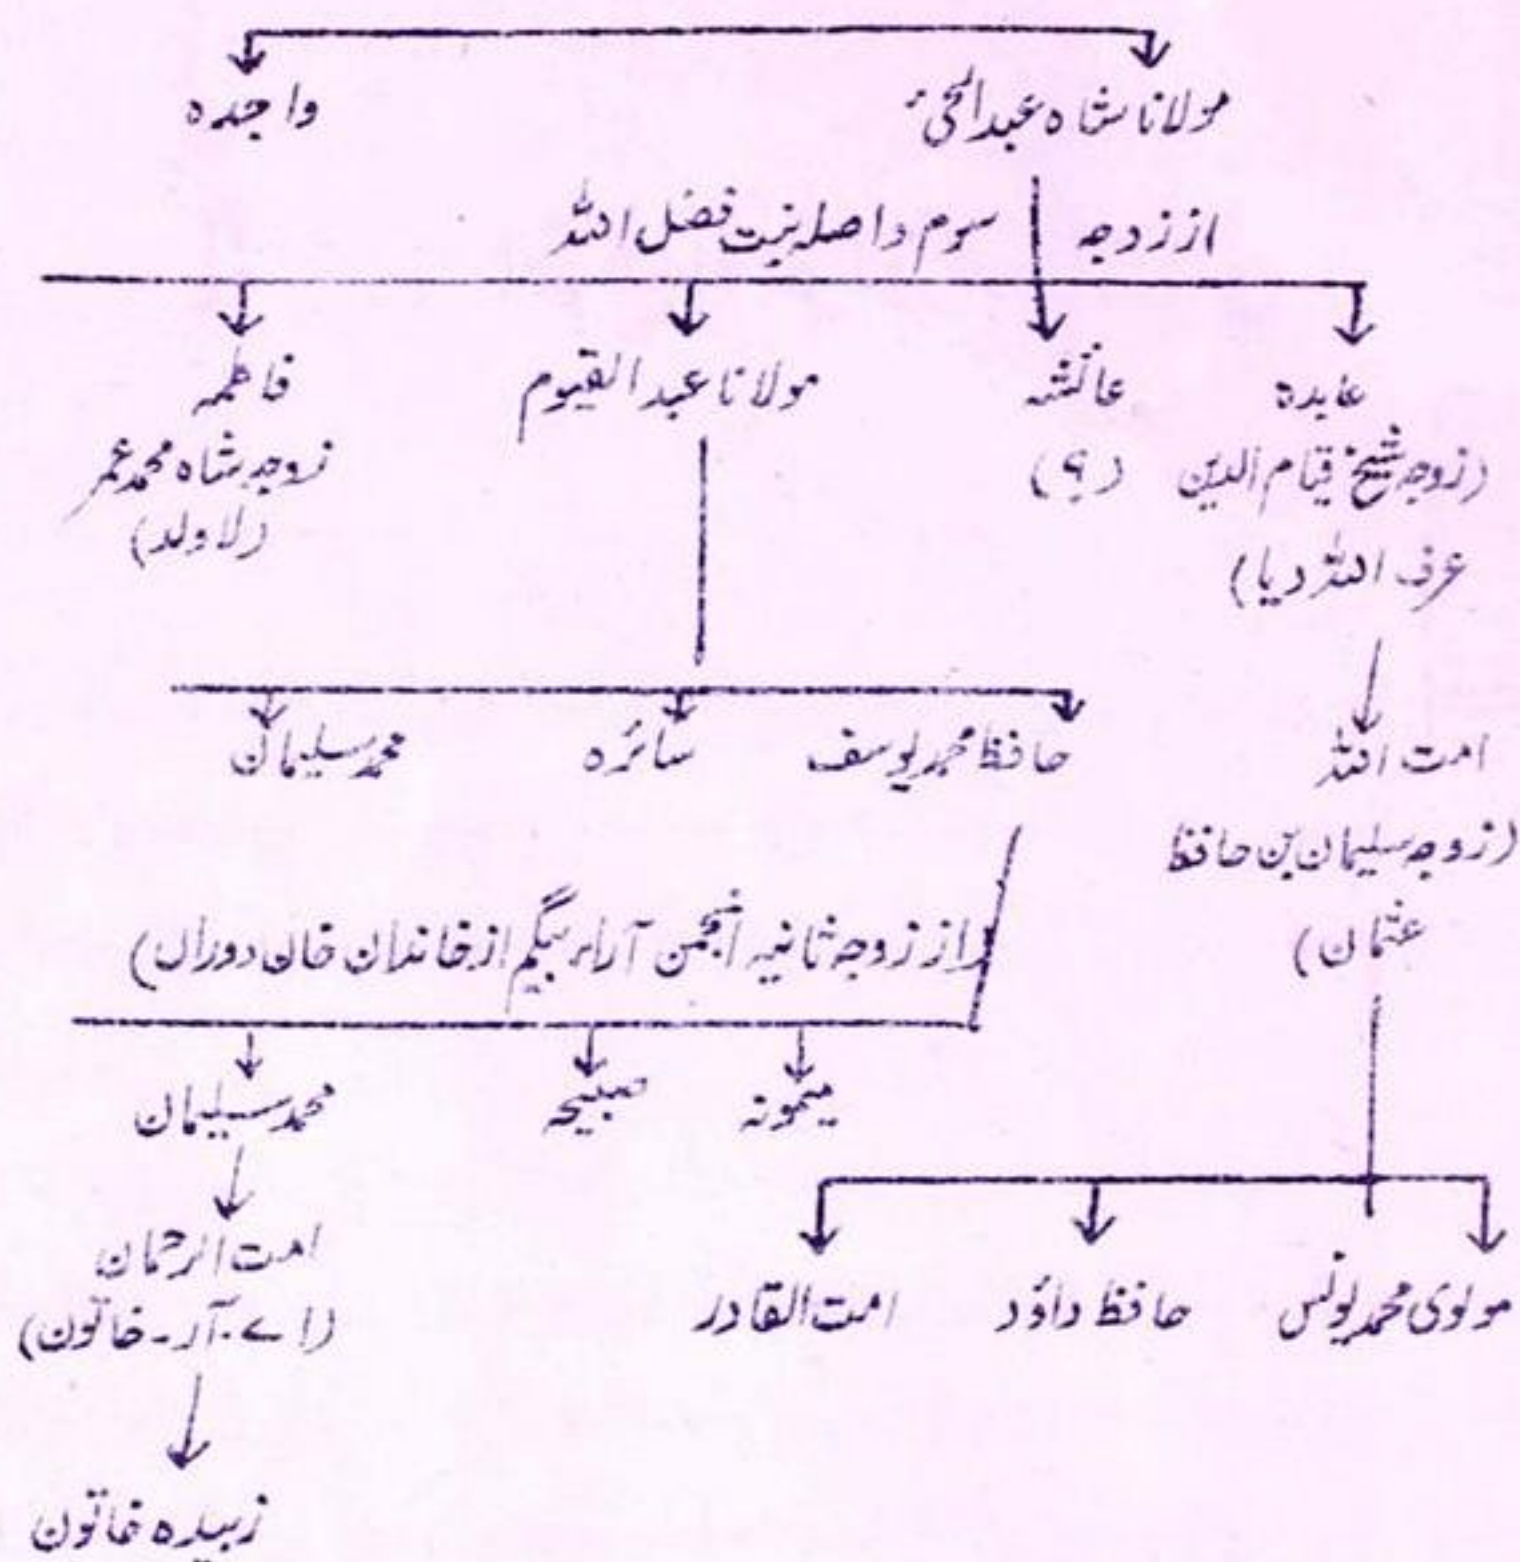 مولانا شاہ عبدالحئ واجدہ
از زوجہ سوم واصلہ بنت فضل اللہ
عابدہ عائشہ مولانا عبدالقیوم فاطمہ
(زوجہ شیخ قیام الدین (؟) زوجہ شاہ محمد عمر
عرف اللہ دیا) (لاولد)
امت اللہ حافظ محمد یوسف سائرہ محمد سلیمان
(زوجہ سلیمان بن حافظ
عثمان) (از زوجہ ثانیہ انجمن آراء بیگم از خاندان خان دوراں)
میمونہ صبیحہ محمد سلیمان
امت الرحمان
مولوی محمد یونس حافظ داؤد امت القادر (اے۔آر۔خاتون)
زبیدہ خاتون